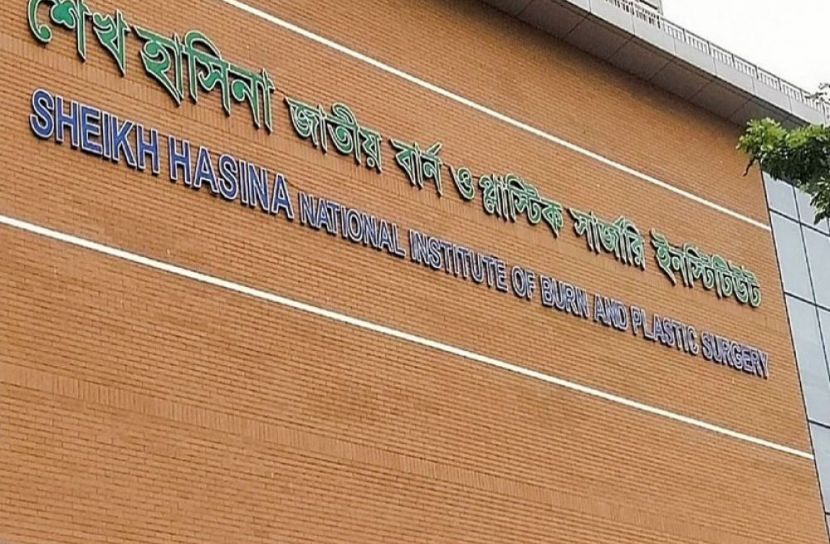 শেখ হাসিনা জাতীয় বার্ন ও প্লাস্টিক সার্জারি ইনস্টিটিউট
SHEIKH HASINA NATIONAL INSTITUTE OF BURN AND PLASTIC SURGERY